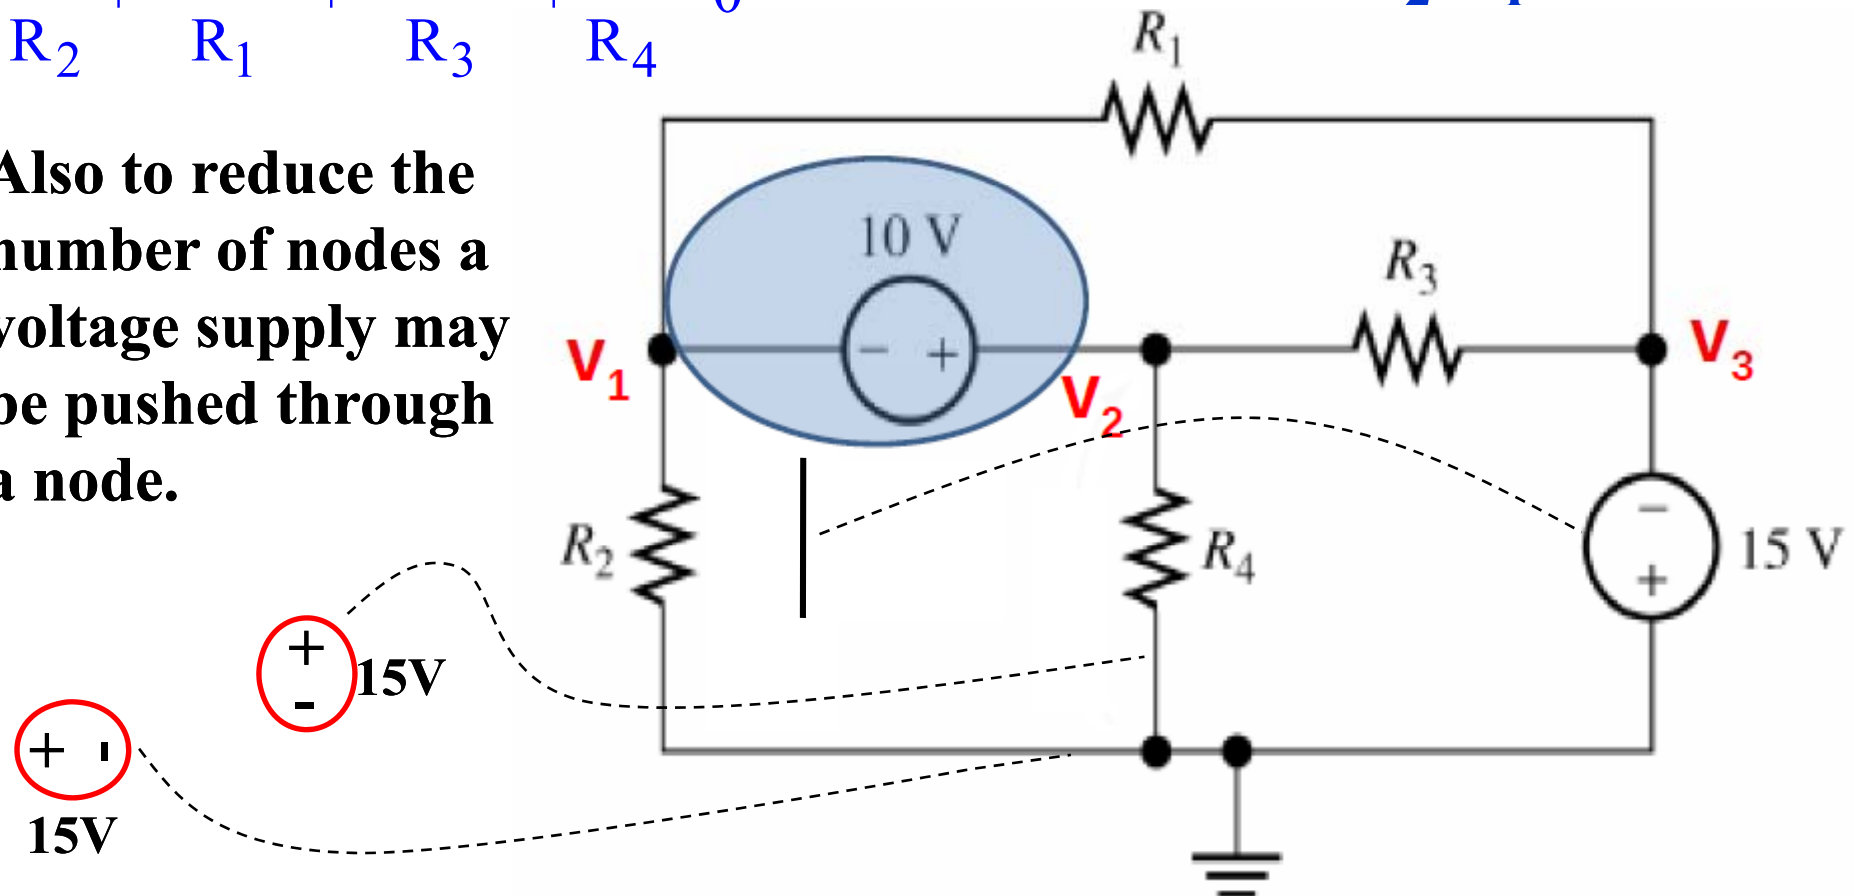 R2 R1 R3 R4
R1
Also to reduce the
number of nodes a
voltage supply may
be pushed through
a node.
10 V
R3
- +
V1
V2
V3
R2
R4
-
+
15 V
+
-
15V
+ -
15V